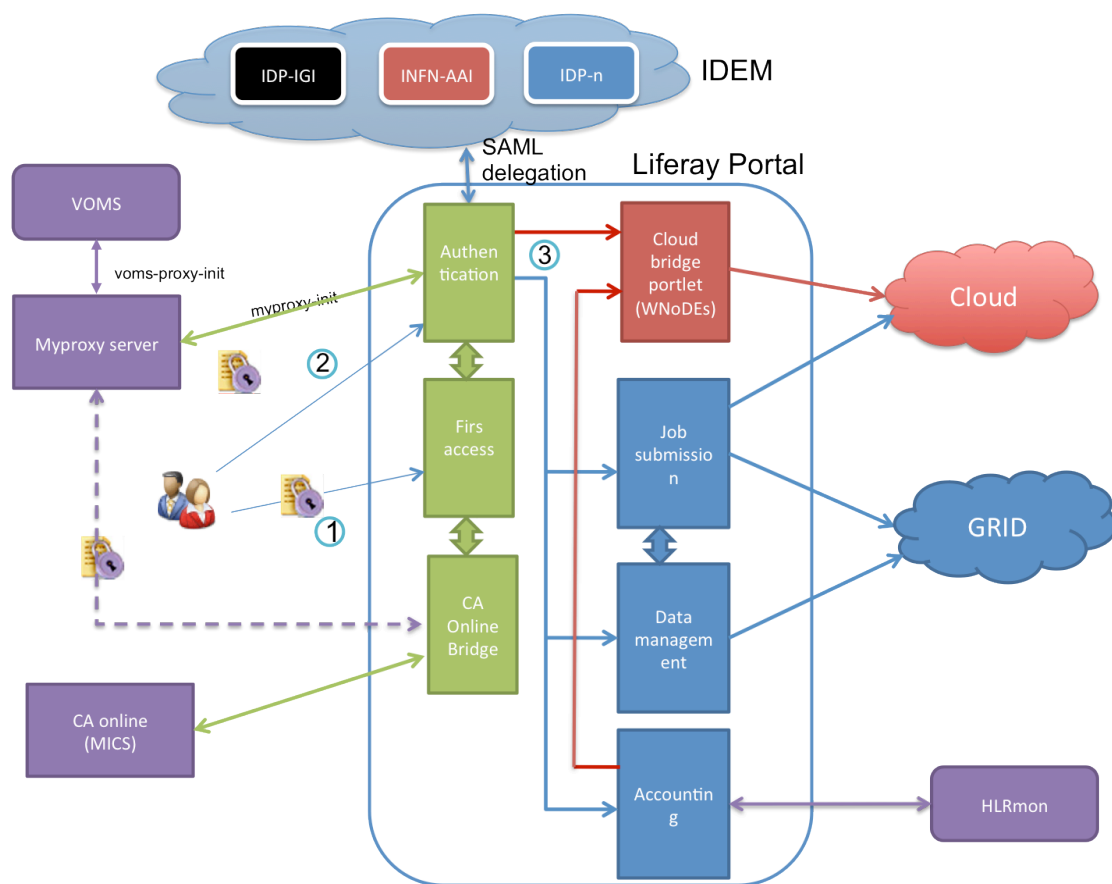 IDP-IGI
INFN-AAI
IDP-n
IDEM
SAML
delegation
Liferay Portal
VOMS
voms-proxy-init
Myproxy server
myproxy-init
Authen
tication
3
Cloud
bridge
portlet
(WNoDEs)
Cloud
2
Firs
access
Job
submissio
n
1
GRID
CA
Online
Bridge
Data
managem
ent
CA online
(MICS)
Accountin
g
HLRmon